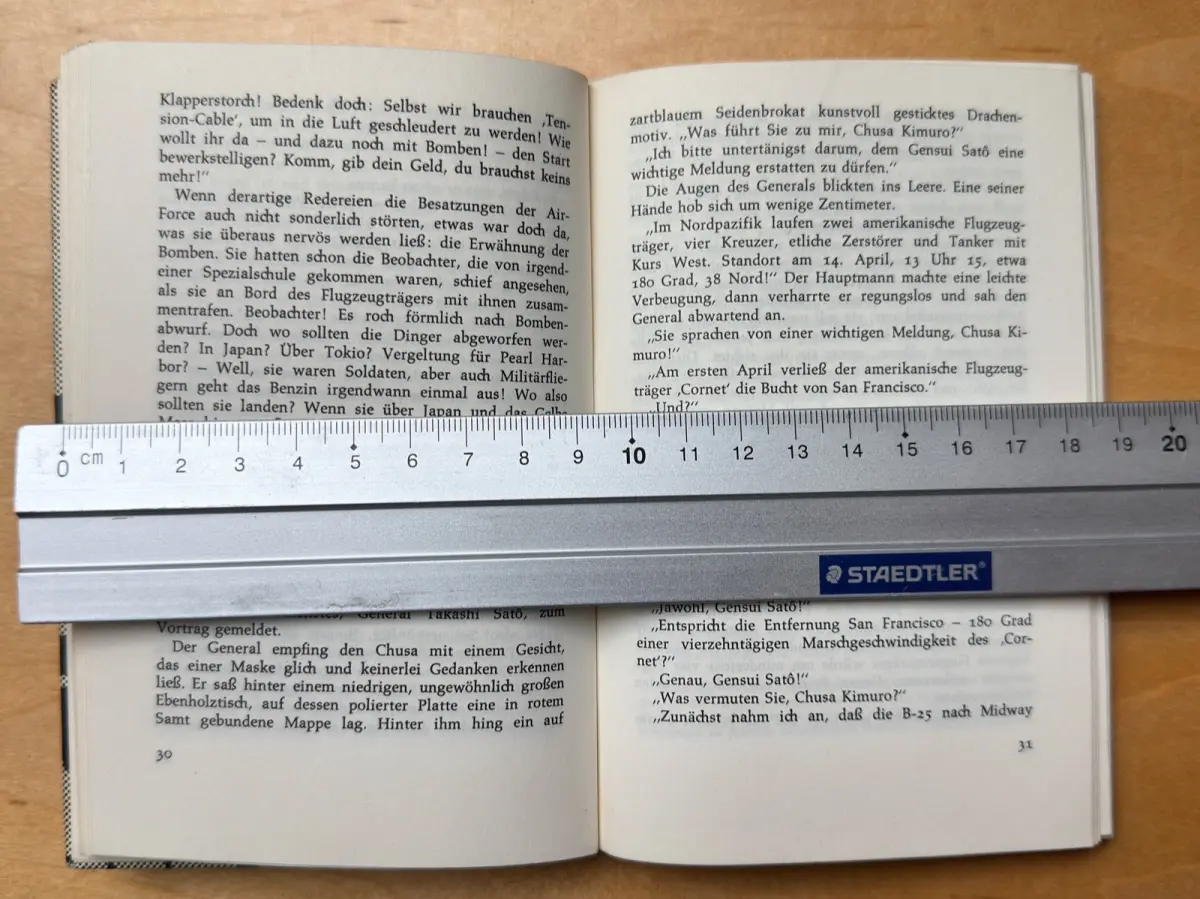 Klapperstorch! Bedenk doch: Selbst wir brauchen ‚Ten-
sion-Cable‘, um in die Luft geschleudert zu werden! Wie
wollt ihr da – und dazu noch mit Bomben! – den Start
bewerkstelligen? Komm, gib dein Geld, du brauchst keins
mehr!“
Wenn derartige Redereien die Besatzungen der Air-
Force auch nicht sonderlich störten, etwas war doch da,
was sie überaus nervös werden ließ: die Erwähnung der
Bomben. Sie hatten schon die Beobachter, die von irgend-
einer Spezialschule gekommen waren, schief angesehen,
als sie an Bord des Flugzeugträgers mit ihnen zusam-
mentrafen. Beobachter! Es roch förmlich nach Bomben-
abwurf. Doch wo sollten die Dinger abgeworfen wer-
den? In Japan? Über Tokio? Vergeltung für Pearl Har-
bor? – Well, sie waren Soldaten, aber auch Militärflie-
gern geht das Benzin irgendwann einmal aus! Wo also
sollten sie landen? Wenn sie über Japan und das Gelbe
General Takashi Satô, zum
Vortrag gemeldet.
Der General empfing den Chusa mit einem Gesicht,
das einer Maske glich und keinerlei Gedanken erkennen
ließ. Er saß hinter einem niedrigen, ungewöhnlich großen
Ebenholztisch, auf dessen polierter Platte eine in rotem
Samt gebundene Mappe lag. Hinter ihm hing ein auf
30
zartblauem Seidenbrokat kunstvoll gesticktes Drachen-
motiv. „Was führt Sie zu mir, Chusa Kimuro?“
„Ich bitte untertänigst darum, dem Gensui Satô eine
wichtige Meldung erstatten zu dürfen.“
Die Augen des Generals blickten ins Leere. Eine seiner
Hände hob sich um wenige Zentimeter.
„Im Nordpazifik laufen zwei amerikanische Flugzeug-
träger, vier Kreuzer, etliche Zerstörer und Tanker mit
Kurs West. Standort am 14. April, 13 Uhr 15, etwa
180 Grad, 38 Nord!“ Der Hauptmann machte eine leichte
Verbeugung, dann verharrte er regungslos und sah den
General abwartend an.
„Sie sprachen von einer wichtigen Meldung, Chusa Ki-
muro!“
„Am ersten April verließ der amerikanische Flugzeug-
träger ‚Cornet‘ die Bucht von San Francisco.“
„Und?“
„Jawohl, Gensui Satô!“
„Entspricht die Entfernung San Francisco – 180 Grad
einer vierzehntägigen Marschgeschwindigkeit des ‚Cor-
net‘?“
„Genau, Gensui Satô!“
„Was vermuten Sie, Chusa Kimuro?“
„Zunächst nahm ich an, daß die B-25 nach Midway
31
0 cm 1 2 3 4 5 6 7 8 9 10 11 12 13 14 15 16 17 18 19 20
STAEDTLER®